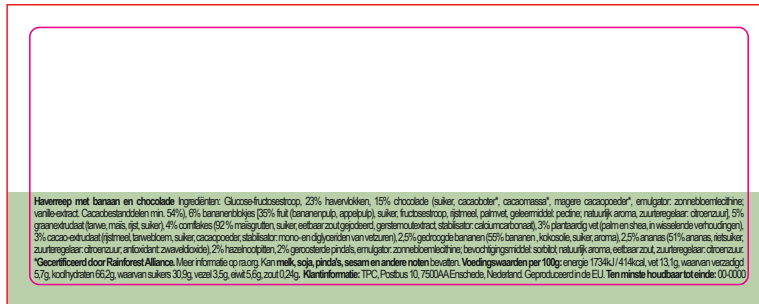 Haverreep met banaan en chocolade Ingrediënten: Glucose-fructosestroop, 23% havervlokken, 15% chocolade (suiker, cacaoboter*, cacaomassa*, magere cacaopoeder*, emulgator: zonnebloemlecithine;
vanille-extract. Cacaobestanddelen min. 54%), 6% bananenblokjes [35% fruit (bananenpulp, appelpulp), suiker, fructosestroop, rijstmeel, palmvet, geleermiddel: pectine; natuurlijk aroma, zuurteregelaar: citroenzuur], 5%
graanextrudaat (tarwe, maïs, rijst, suiker), 4% cornflakes (92 % maisgrutten, suiker, eetbaar zout gejodeerd, gerstemoutextract, stabilisator: calciumcarbonaat), 3% plantaardig vet (palm en shea, in wisselende verhoudingen),
3% cacao-extrudaat (rijstmeel, tarwebloem, suiker, cacaopoeder, stabilisator: mono- en diglyceriden van vetzuren), 2,5% gedroogde bananen (55% bananen , kokosolie, suiker, aroma), 2,5% ananas (51% ananas, rietsuiker,
zuurteregelaar: citroenzuur; antioxidant: zwaveldioxide), 2% hazelnootpitten, 2% geroosterde pinda's, emulgator: zonnebloemlecithine; bevochtigingsmiddel: sorbitol; natuurlijk aroma, eetbaar zout, zuurteregelaar: citroenzuur.
*Gecertificeerd door Rainforest Alliance. Meer informatie op ra.org. Kan melk, soja, pinda's, sesam en andere noten bevatten. Voedingswaarden per 100g: energie 1734kJ / 414kcal, vet 13,1g, waarvan verzadigd
5,7g, koolhydraten 66,2g, waarvan suikers 30,9g, vezel 3,5g, eiwit 5,6g, zout 0,24g. Klantinformatie: TPC, Postbus 10, 7500AA Enschede, Nederland. Geproduceerd in de EU. Ten minste houdbaar tot einde: 00-0000